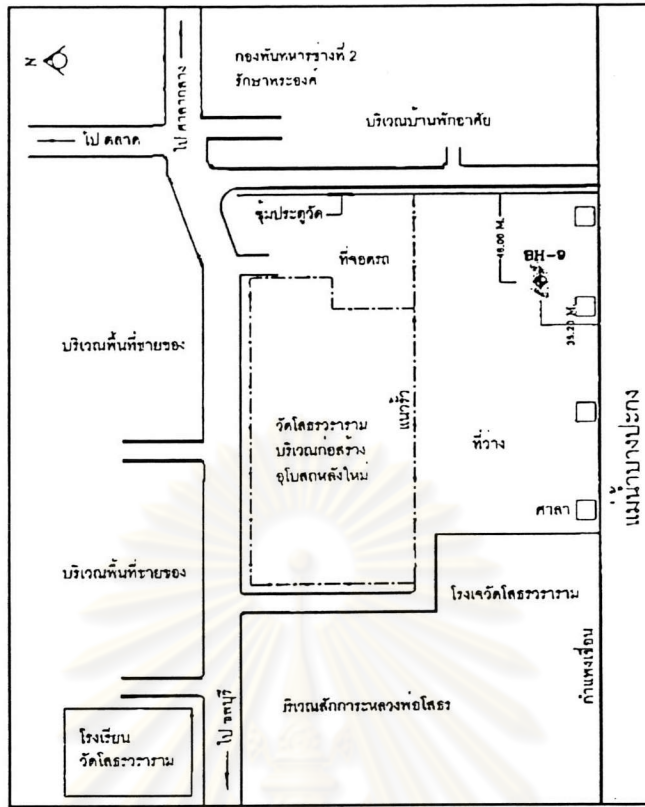 N
กองพันทหารช่างที่ 2
รักษาพระองค์
ไป ศาลากลาง
บริเวณบ้านพักอาศัย
ไป ตลาด
ซุ้มประตูวัด
48.00 M.
BH-9
ที่จอดรถ
35.20 M.
บริเวณพื้นที่ขายของ
แนวรั้ว
วัดโสธรวราราม
บริเวณก่อสร้าง
อุโบสถหลังใหม่
ที่ว่าง
แม่น้ำบางปะกง
ศาลา
บริเวณพื้นที่ขายของ
โรงเจวัดโสธรวราราม
กำแพงเขื่อน
บริเวณสักการะหลวงพ่อโสธร
ไป ชลบุรี
โรงเรียน
วัดโสธรวราราม